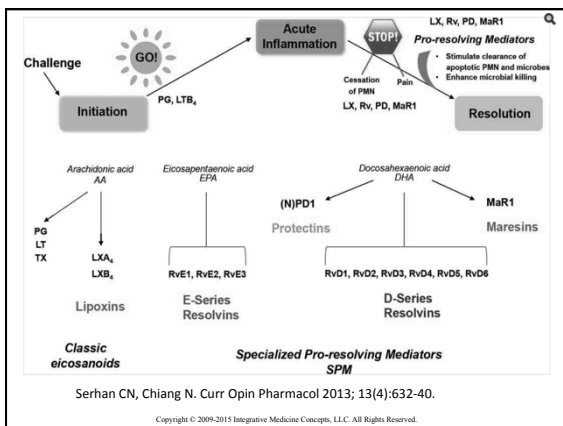 LX, Rv, PD, MaR1
Acute
Inflammation
STOP!
Pro-resolving Mediators
• Stimulate clearance of
apoptotic PMN and microbes
• Enhance microbial killing
GO!
Challenge
Cessation
of PMN
Pain
PG, LTB4
LX, Rv, PD, MaR1
Initiation
Resolution
Arachidonic acid
AA
Eicosapentaenoic acid
EPA
Docosahexaenoic acid
DHA
(N)PD1
MaR1
Protectins
Maresins
PG
LT
TX
LXA4
LXB4
RvE1, RvE2, RvE3
RvD1, RvD2, RvD3, RvD4, RvD5, RvD6
Lipoxins
E-Series
Resolvins
D-Series
Resolvins
Classic
eicosanoids
Specialized Pro-resolving Mediators
SPM
Serhan CN, Chiang N. Curr Opin Pharmacol 2013; 13(4):632-40.
Copyright © 2009-2015 Integrative Medicine Concepts, LLC. All Rights Reserved.